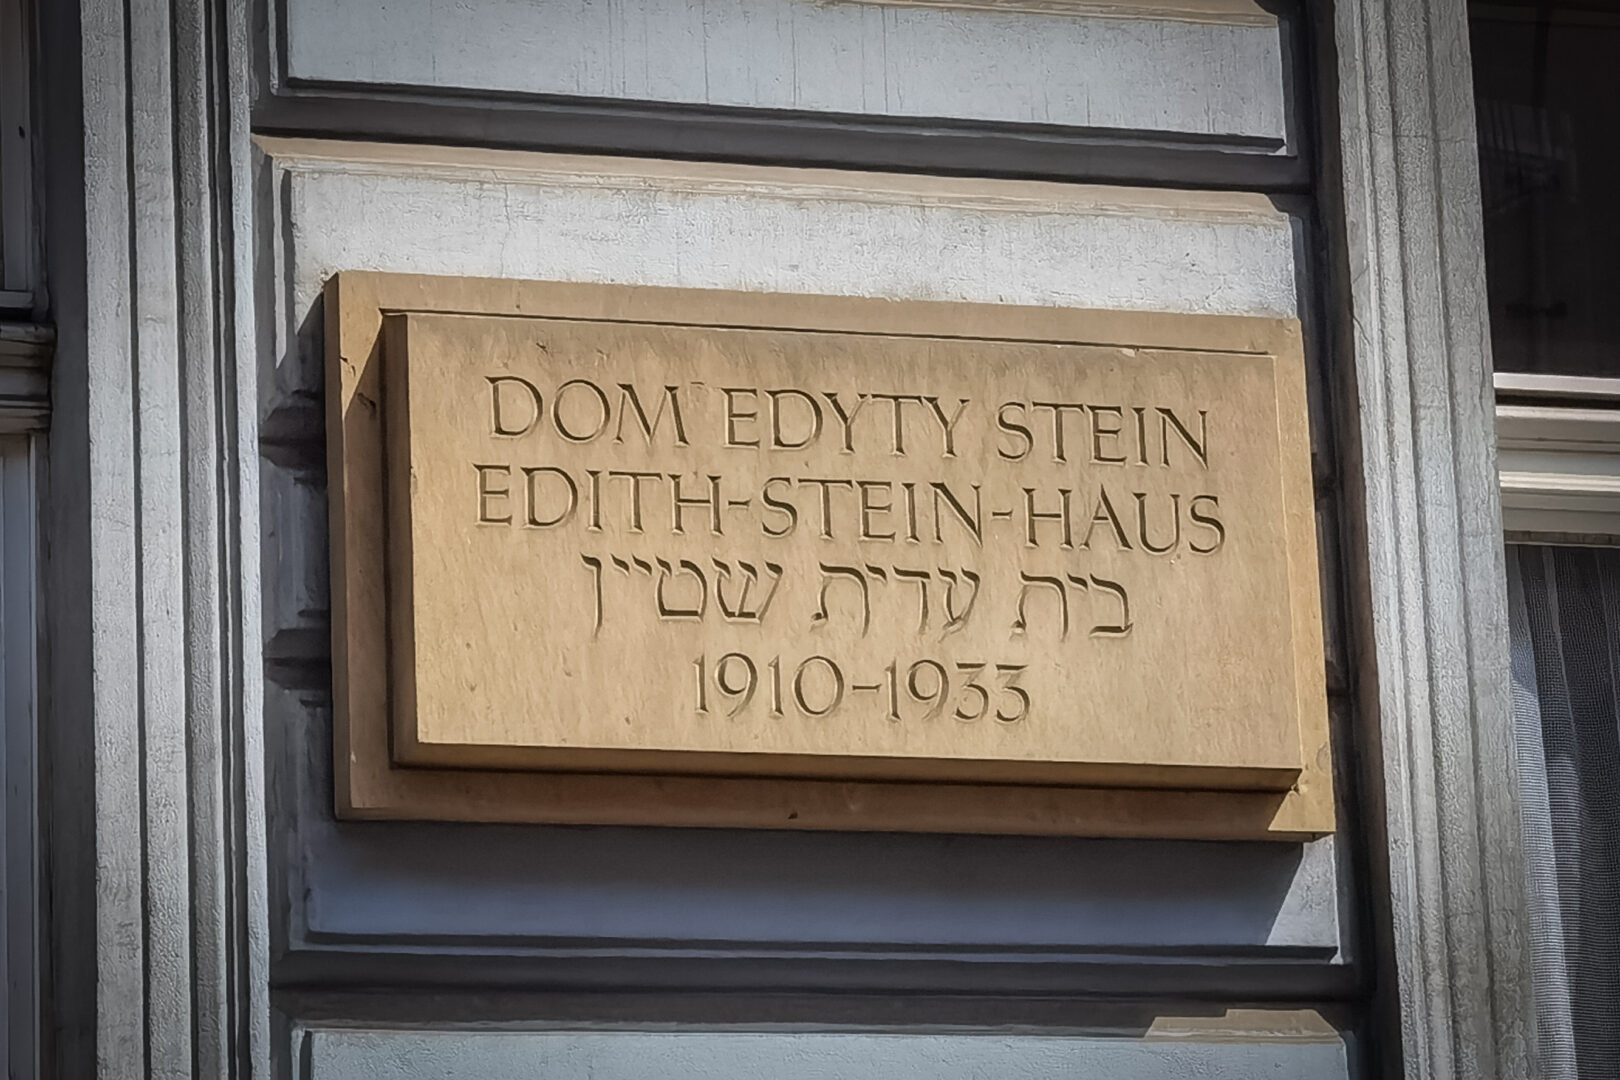 DOM EDYTY STEIN
EDITH-STEIN-HAUS
בית עדית שטיין
1910-1933